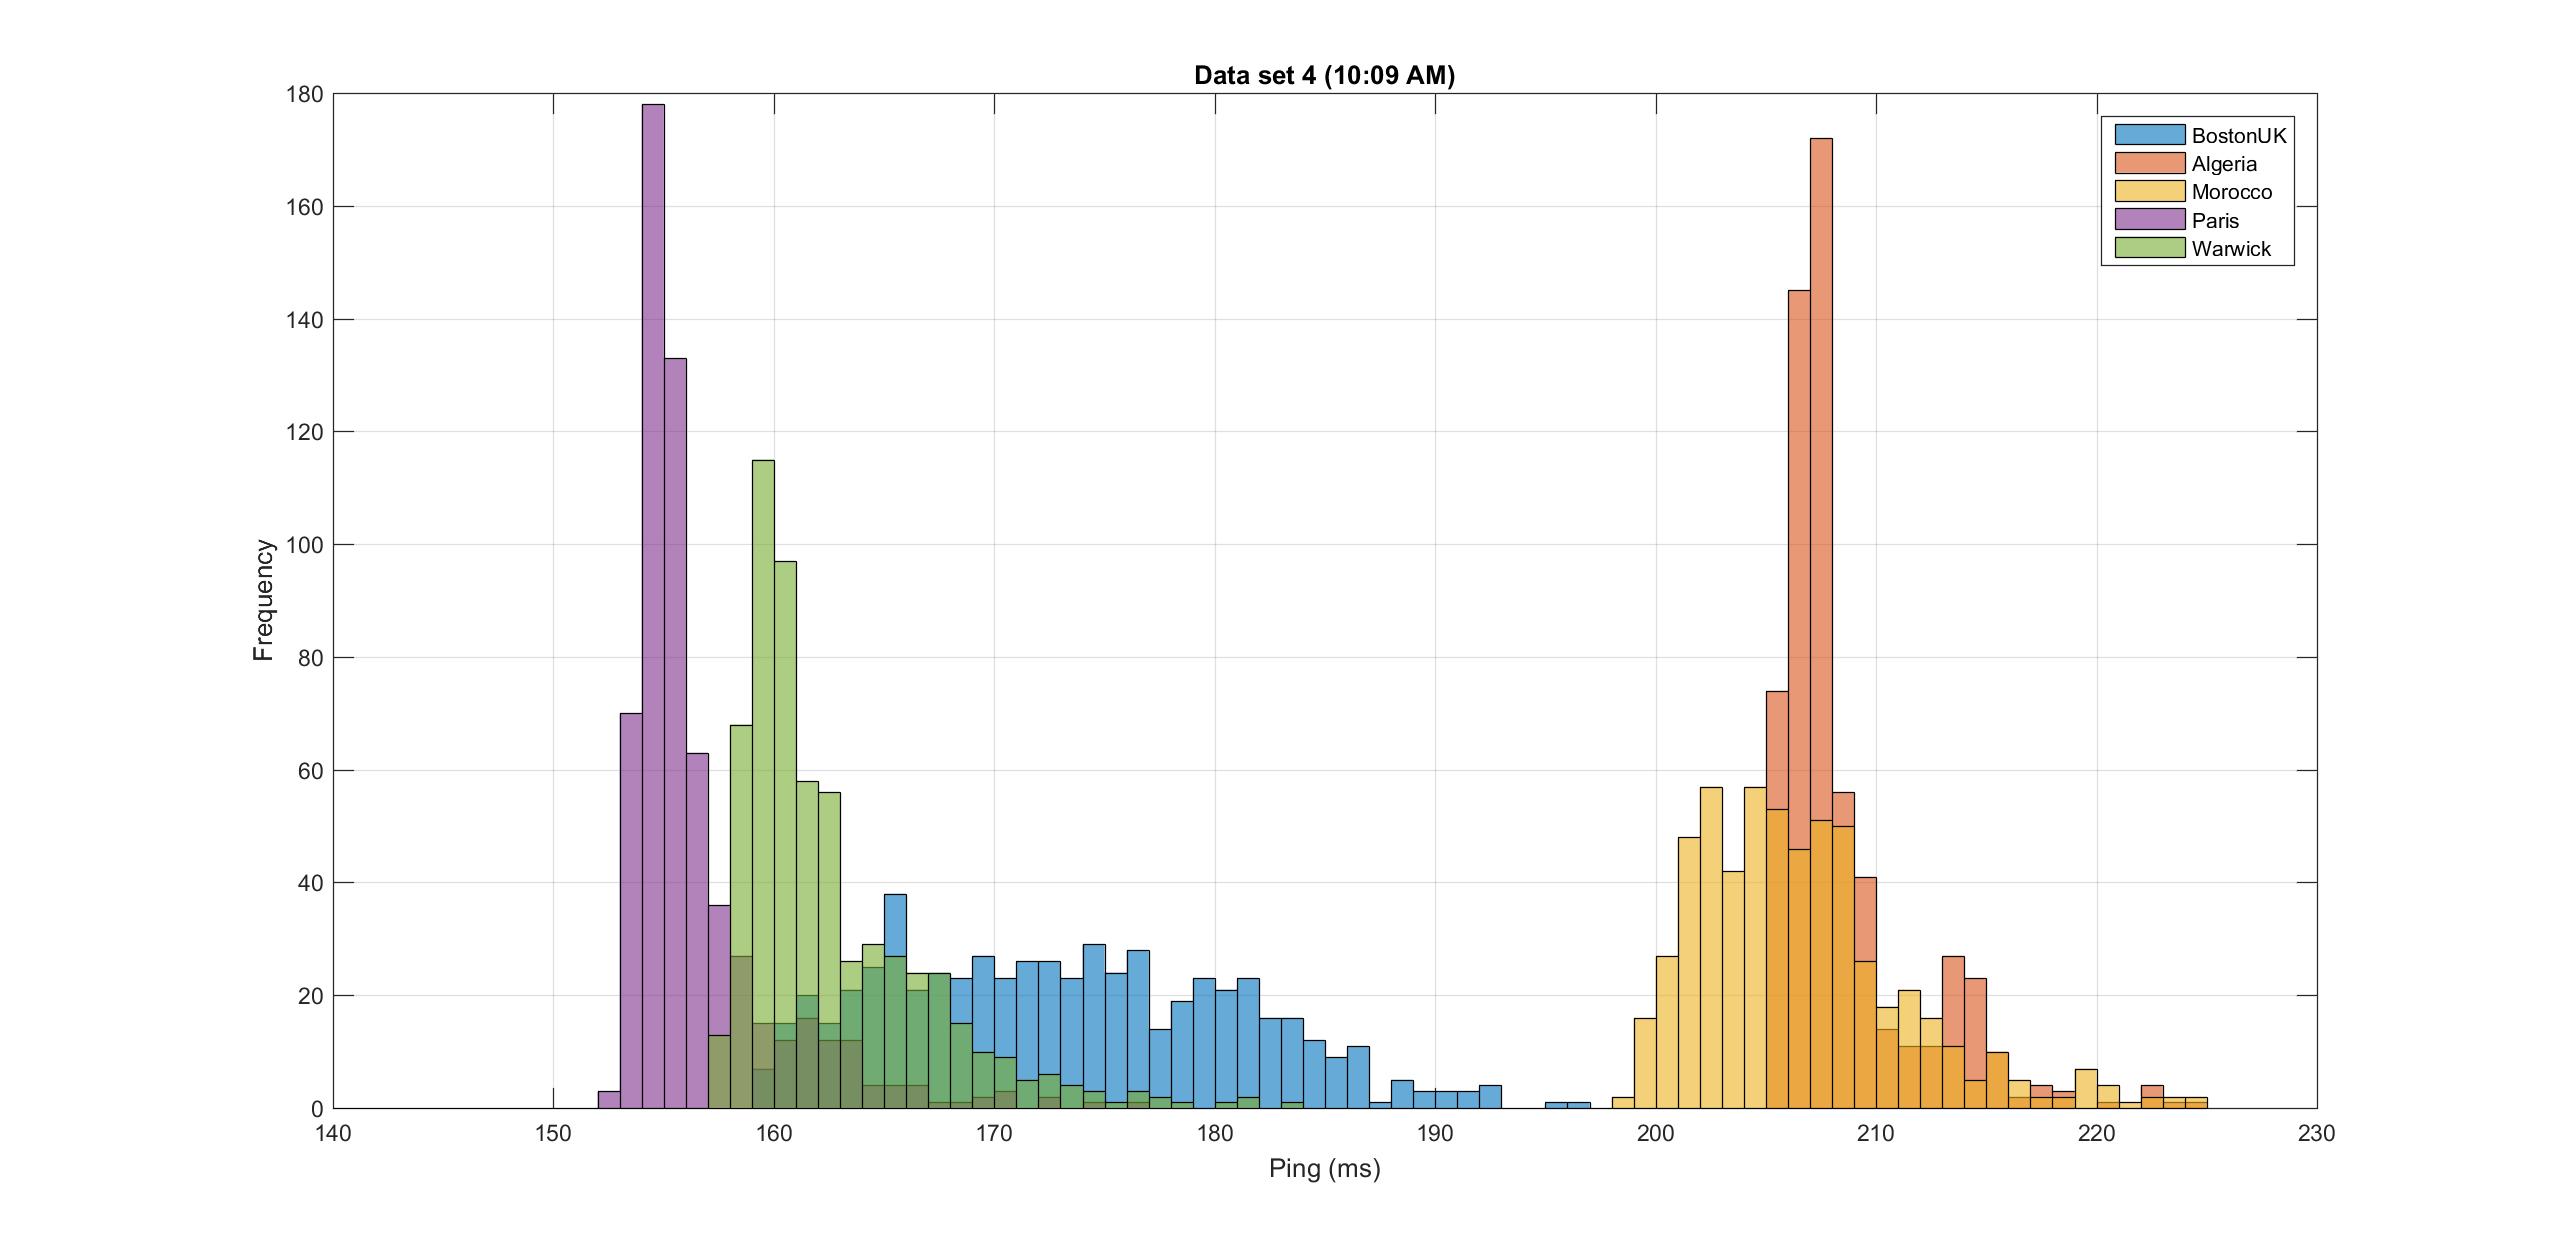 Data set 4 (10:09 AM)
180
160
140
120
100
80
60
40
20
0
Frequency
BostonUK
Algeria
Morocco
Paris
Warwick
140 150 160 170 180 190 200 210 220 230
Ping (ms)